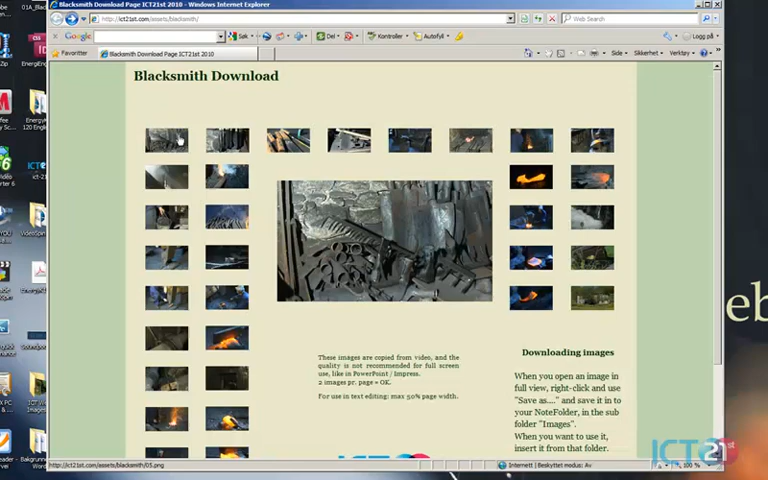 Blacksmith Download Page ICT21st 2010 - Windows Internet Explorer
http://ict21st.com/assets/blacksmith/
Web Search
Google
Søk
Del
Kontroller
Autofyll
Logg på
Favoritter
Blacksmith Download Page ICT21st 2010
Side
Sikkerhet
Verktøy
Blacksmith Download
These images are copied from video, and the
quality is not recommended for full screen
use, like in PowerPoint / Impress.
2 images pr. page = OK.
For use in text editing: max 50% page width.
Downloading images
When you open an image in
full view, right-click and use
"Save as...." and save it in to
your NoteFolder, in the sub
folder "Images".
When you want to use it,
insert it from that folder.
http://ict21st.com/assets/blacksmith/05.png
Internett | Beskyttet modus: Av
100 %
ICT 21st
eb